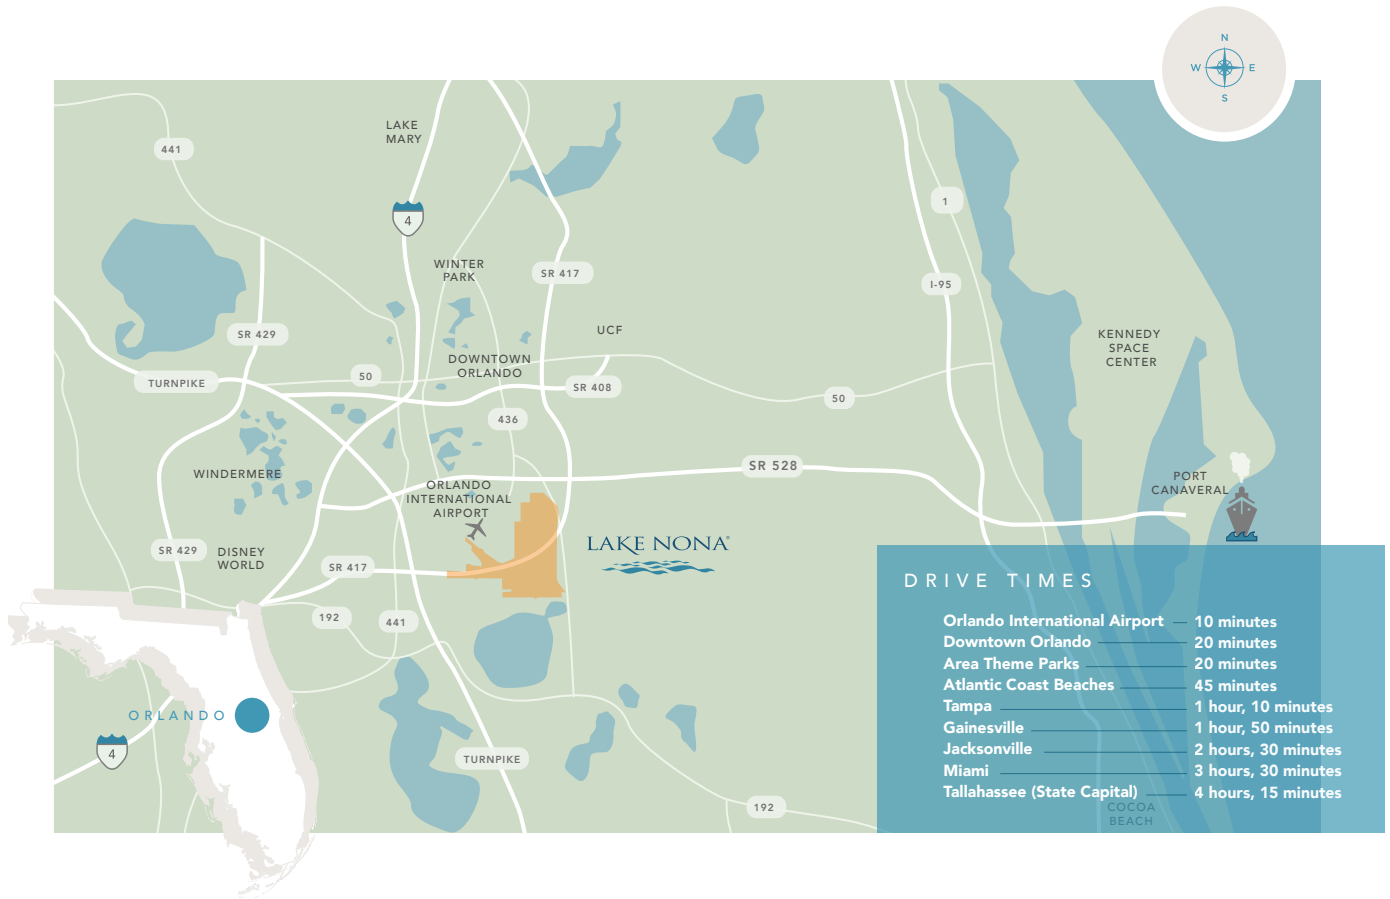 N
W E
S
LAKE
MARY
441
4
1
WINTER
PARK
SR 417
I-95
SR 429
UCF
KENNEDY
SPACE
CENTER
DOWNTOWN
ORLANDO
TURNPIKE
50
SR 408
50
436
SR 528
WINDERMERE
ORLANDO
INTERNATIONAL
AIRPORT
PORT
CANAVERAL
LAKE NONA®
SR 429
DISNEY
WORLD
SR 417
192
441
ORLANDO
4
TURNPIKE
192
DRIVE TIMES
Orlando International Airport 10 minutes
Downtown Orlando 20 minutes
Area Theme Parks 20 minutes
Atlantic Coast Beaches 45 minutes
Tampa 1 hour, 10 minutes
Gainesville 1 hour, 50 minutes
Jacksonville 2 hours, 30 minutes
Miami 3 hours, 30 minutes
Tallahassee (State Capital) 4 hours, 15 minutes
COCOA
BEACH